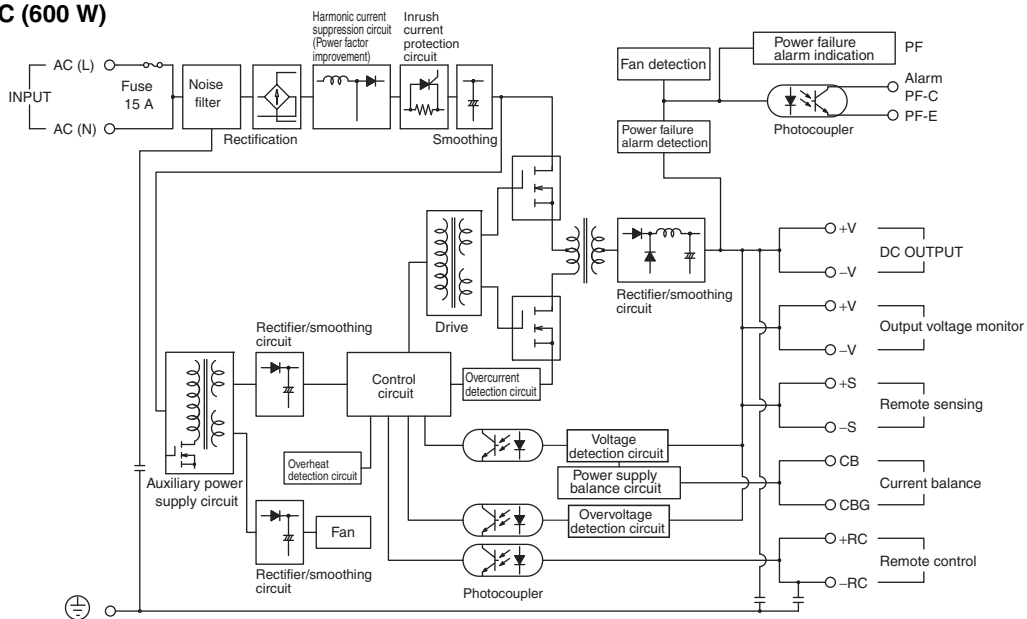 C (600 W)
Harmonic current
suppression circuit
(Power factor
improvement)
Inrush
current
protection
circuit
AC (L)
INPUT
AC (N)
Fuse
15 A
Noise
filter
Rectification
Smoothing
Fan detection
Power failure
alarm indication
PF
Alarm
PF-C
PF-E
Photocoupler
Power failure
alarm detection
Drive
Rectifier/smoothing
circuit
+V
DC OUTPUT
−V
+V
Output voltage monitor
−V
+S
Remote sensing
−S
CB
Current balance
CBG
+RC
Remote control
−RC
Rectifier/smoothing
circuit
Control
circuit
Overcurrent
detection circuit
Voltage
detection circuit
Power supply
balance circuit
Overheat
detection circuit
Auxiliary power
supply circuit
Overvoltage
detection circuit
Fan
Rectifier/smoothing
circuit
Photocoupler